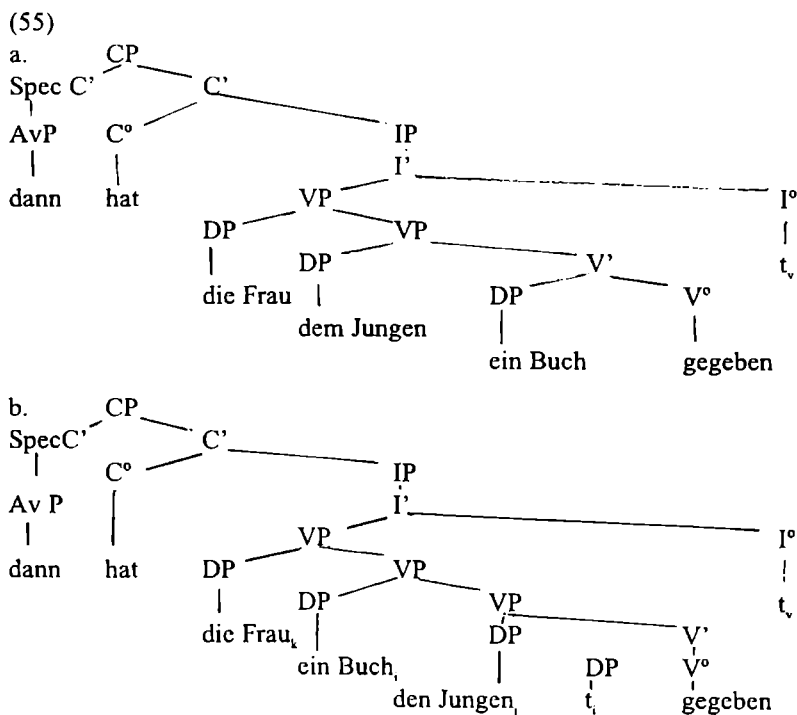 (55)
a.
CP
Spec C' C'
AvP C° IP
I'
dann hat VP I°
DP VP
DP V' t_v
die Frau DP V°
dem Jungen
ein Buch gegeben
b.
CP
SpecC' C'
C° IP
Av P I'
dann hat VP I°
DP VP
DP VP t_v
die Frau_k DP V'
ein Buch_i DP V°
den Jungen t_i gegeben